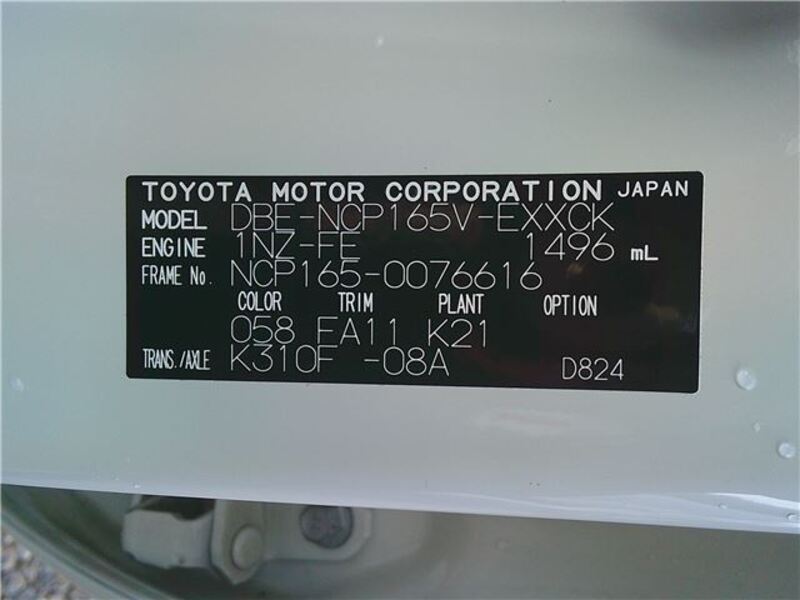 TOYOTA MOTOR CORPORATION JAPAN
MODEL DBE-NCP165V-EXXCK
ENGINE 1NZ-FE 1496 mL
FRAME No. NCP165-0076616
COLOR TRIM PLANT OPTION
058 FA11 K21
TRANS./AXLE K310F -08A D824